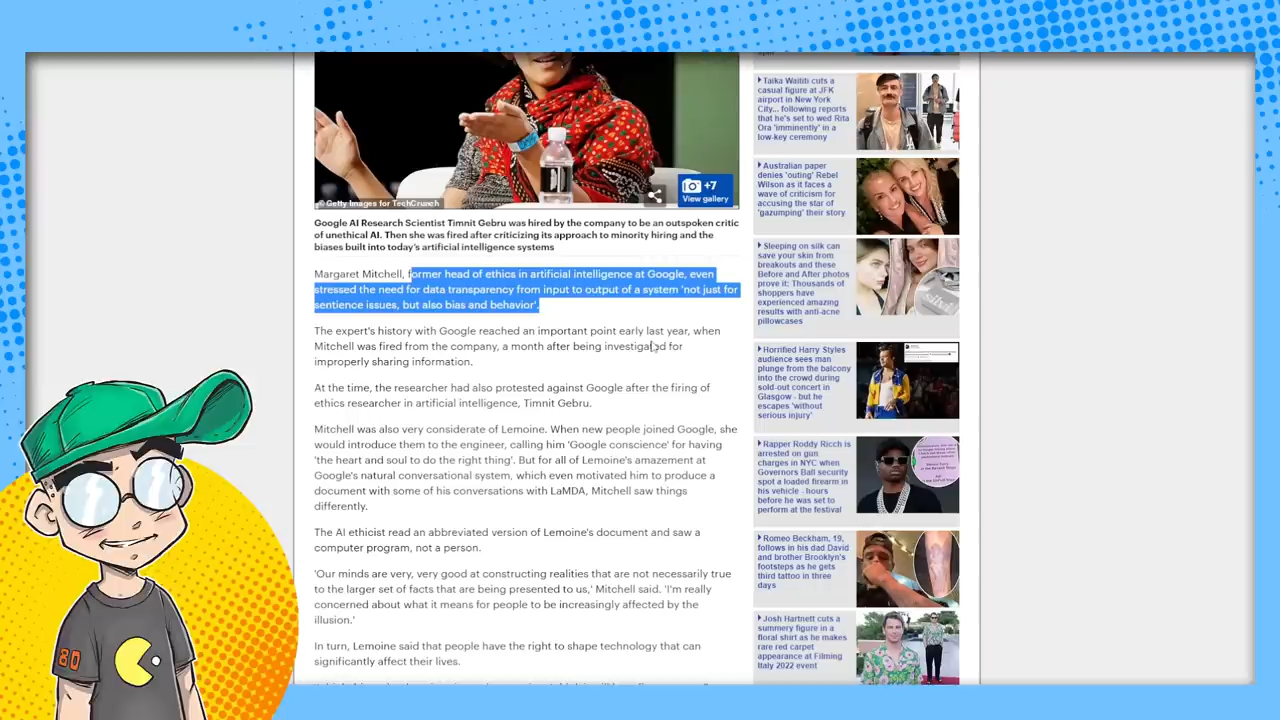 © Getty Images for TechCrunch
+7
View gallery
Google AI Research Scientist Timnit Gebru was hired by the company to be an outspoken critic
of unethical AI. Then she was fired after criticizing its approach to minority hiring and the
biases built into today's artificial intelligence systems
Margaret Mitchell, former head of ethics in artificial intelligence at Google, even
stressed the need for data transparency from input to output of a system 'not just for
sentience issues, but also bias and behavior'.
The expert's history with Google reached an important point early last year, when
Mitchell was fired from the company, a month after being investigated for
improperly sharing information.
At the time, the researcher had also protested against Google after the firing of
ethics researcher in artificial intelligence, Timnit Gebru.
Mitchell was also very considerate of Lemoine. When new people joined Google, she
would introduce them to the engineer, calling him 'Google conscience' for having
'the heart and soul to do the right thing'. But for all of Lemoine's amazement at
Google's natural conversational system, which even motivated him to produce a
document with some of his conversations with LaMDA, Mitchell saw things
differently.
The AI ethicist read an abbreviated version of Lemoine's document and saw a
computer program, not a person.
'Our minds are very, very good at constructing realities that are not necessarily true
to the larger set of facts that are being presented to us,' Mitchell said. 'I'm really
concerned about what it means for people to be increasingly affected by the
illusion.'
In turn, Lemoine said that people have the right to shape technology that can
significantly affect their lives.
Taika Waititi cuts a
casual figure at JFK
airport in New York
City... following reports
that he's set to wed Rita
Ora 'imminently' in a
low-key ceremony
Australian paper
denies 'outing' Rebel
Wilson as it faces a
wave of criticism for
accusing the star of
'gazumping' their story
Sleeping on silk can
save your skin from
breakouts and these
Before and After photos
prove it: Thousands of
shoppers have
experienced amazing
results with anti-acne
pillowcases
Horrified Harry Styles
audience sees man
plunge from the balcony
into the crowd during
sold-out concert in
Glasgow - but he
escapes 'without
serious injury'
Rapper Roddy Ricch is
arrested on gun
charges in NYC when
Governors Ball security
spot a loaded firearm in
his vehicle - hours
before he was set to
perform at the festival
Romeo Beckham, 19,
follows in his dad David
and brother Brooklyn's
footsteps as he gets
third tattoo in three
days
Josh Hartnett cuts a
summery figure in a
floral shirt as he makes
rare red carpet
appearance at Filming
Italy 2022 event
80